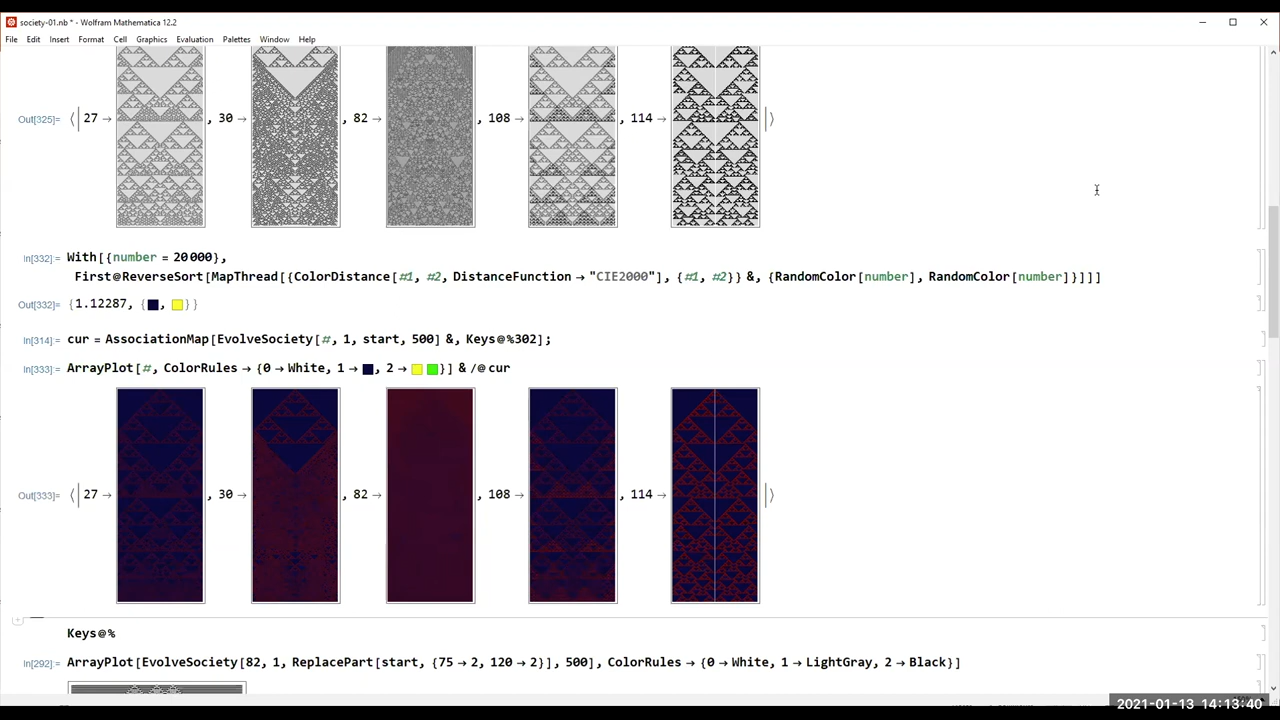 society-01.nb * - Wolfram Mathematica 12.2
File Edit Insert Format Cell Graphics Evaluation Palettes Window Help
Out[325]= ⟨| 27 → , 30 → , 82 → , 108 → , 114 → |⟩
In[332]:= With[{number = 20 000},
First@ReverseSort[MapThread[{ColorDistance[#1, #2, DistanceFunction → "CIE2000"], {#1, #2}} &, {RandomColor[number], RandomColor[number]}]]]
Out[332]= {1.12287, { , }}
In[314]:= cur = AssociationMap[EvolveSociety[#, 1, start, 500] &, Keys@%302];
In[333]:= ArrayPlot[#, ColorRules → {0 → White, 1 → , 2 → }] & /@ cur
Out[333]= ⟨| 27 → , 30 → , 82 → , 108 → , 114 → |⟩
Keys@%
In[292]:= ArrayPlot[EvolveSociety[82, 1, ReplacePart[start, {75 → 2, 120 → 2}], 500], ColorRules → {0 → White, 1 → LightGray, 2 → Black}]
2021-01-13 14:13:40